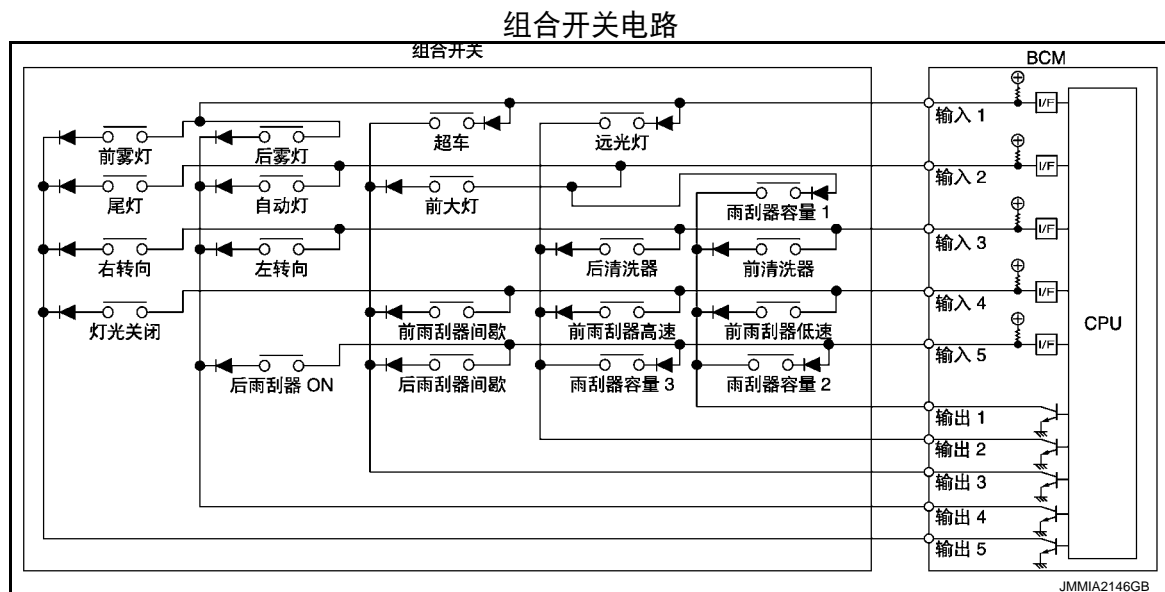 组合开关电路
组合开关
BCM
输入 1
I/F
超车
远光灯
前雾灯
后雾灯
输入 2
I/F
尾灯
自动灯
前大灯
雨刮器容量 1
输入 3
I/F
右转向
左转向
后清洗器
前清洗器
输入 4
I/F
灯光关闭
前雨刮器间歇
前雨刮器高速
前雨刮器低速
CPU
输入 5
I/F
后雨刮器 ON
后雨刮器间歇
雨刮器容量 3
雨刮器容量 2
输出 1
输出 2
输出 3
输出 4
输出 5
JMMIA2146GB